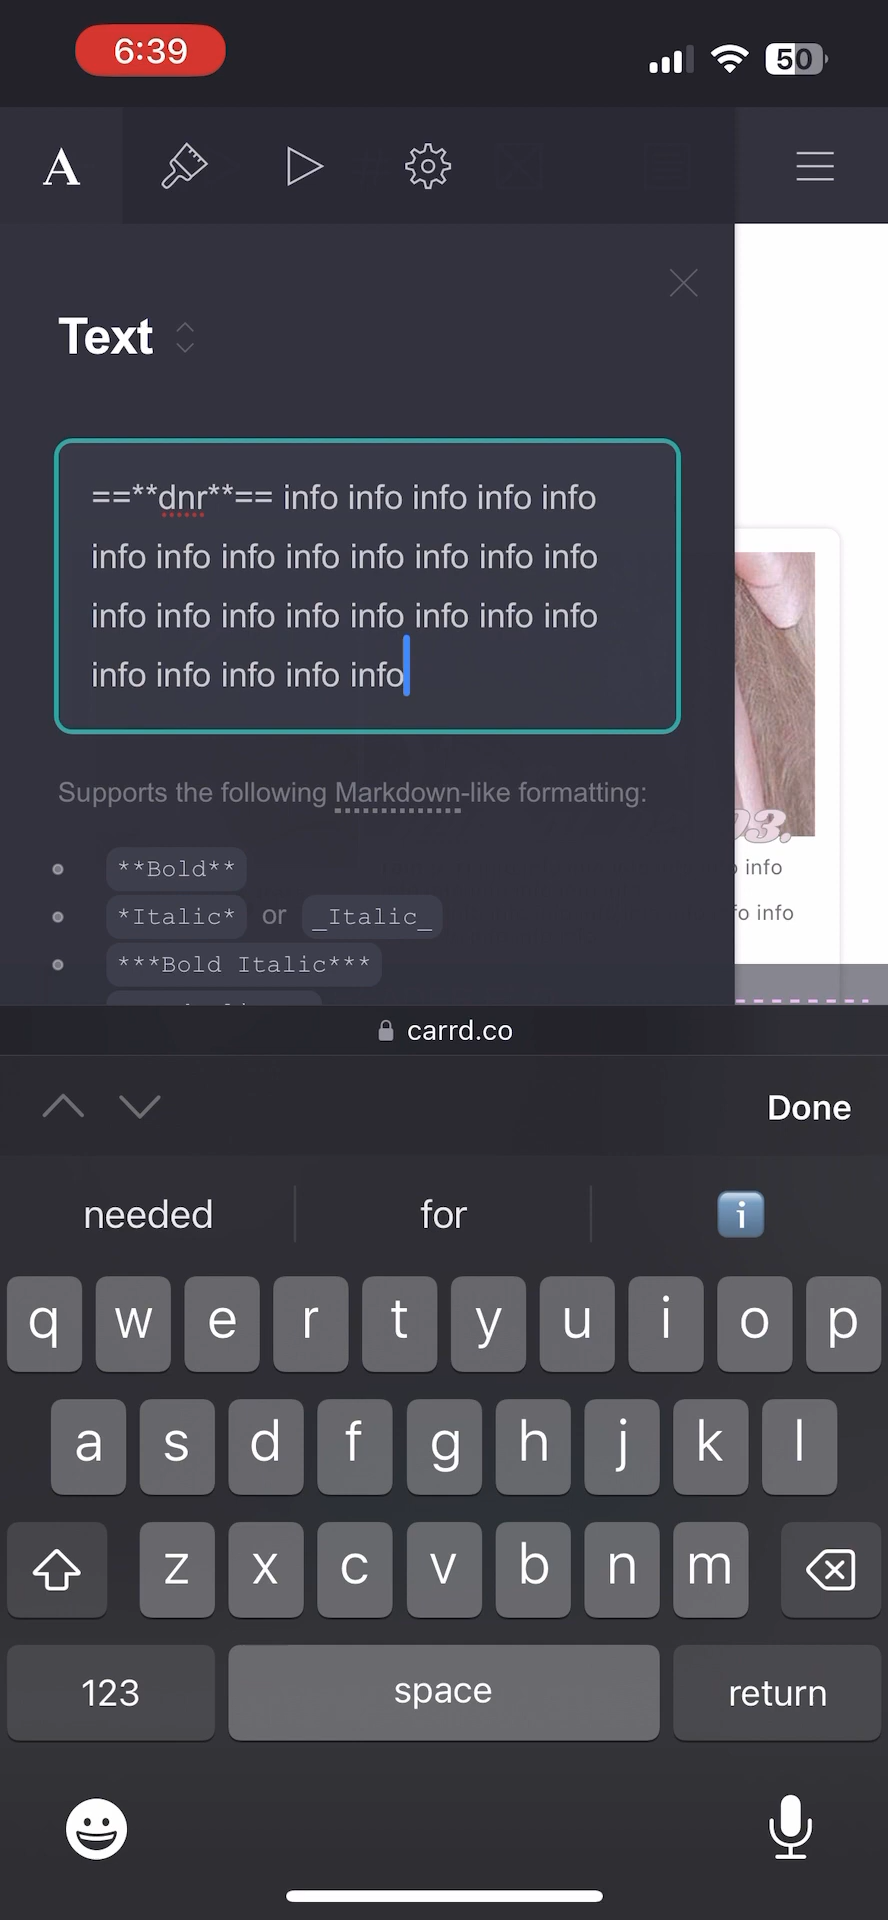 6:39
50
A
Text
==**dnr**== info info info info info
info info info info info info info info
info info info info info info info info
info info info info info
Supports the following Markdown-like formatting:
**Bold**
*Italic* or _Italic_
***Bold Italic***
03.
info
info
carrd.co
Done
needed for i
q w e r t y u i o p
a s d f g h j k l
z x c v b n m
123 space return